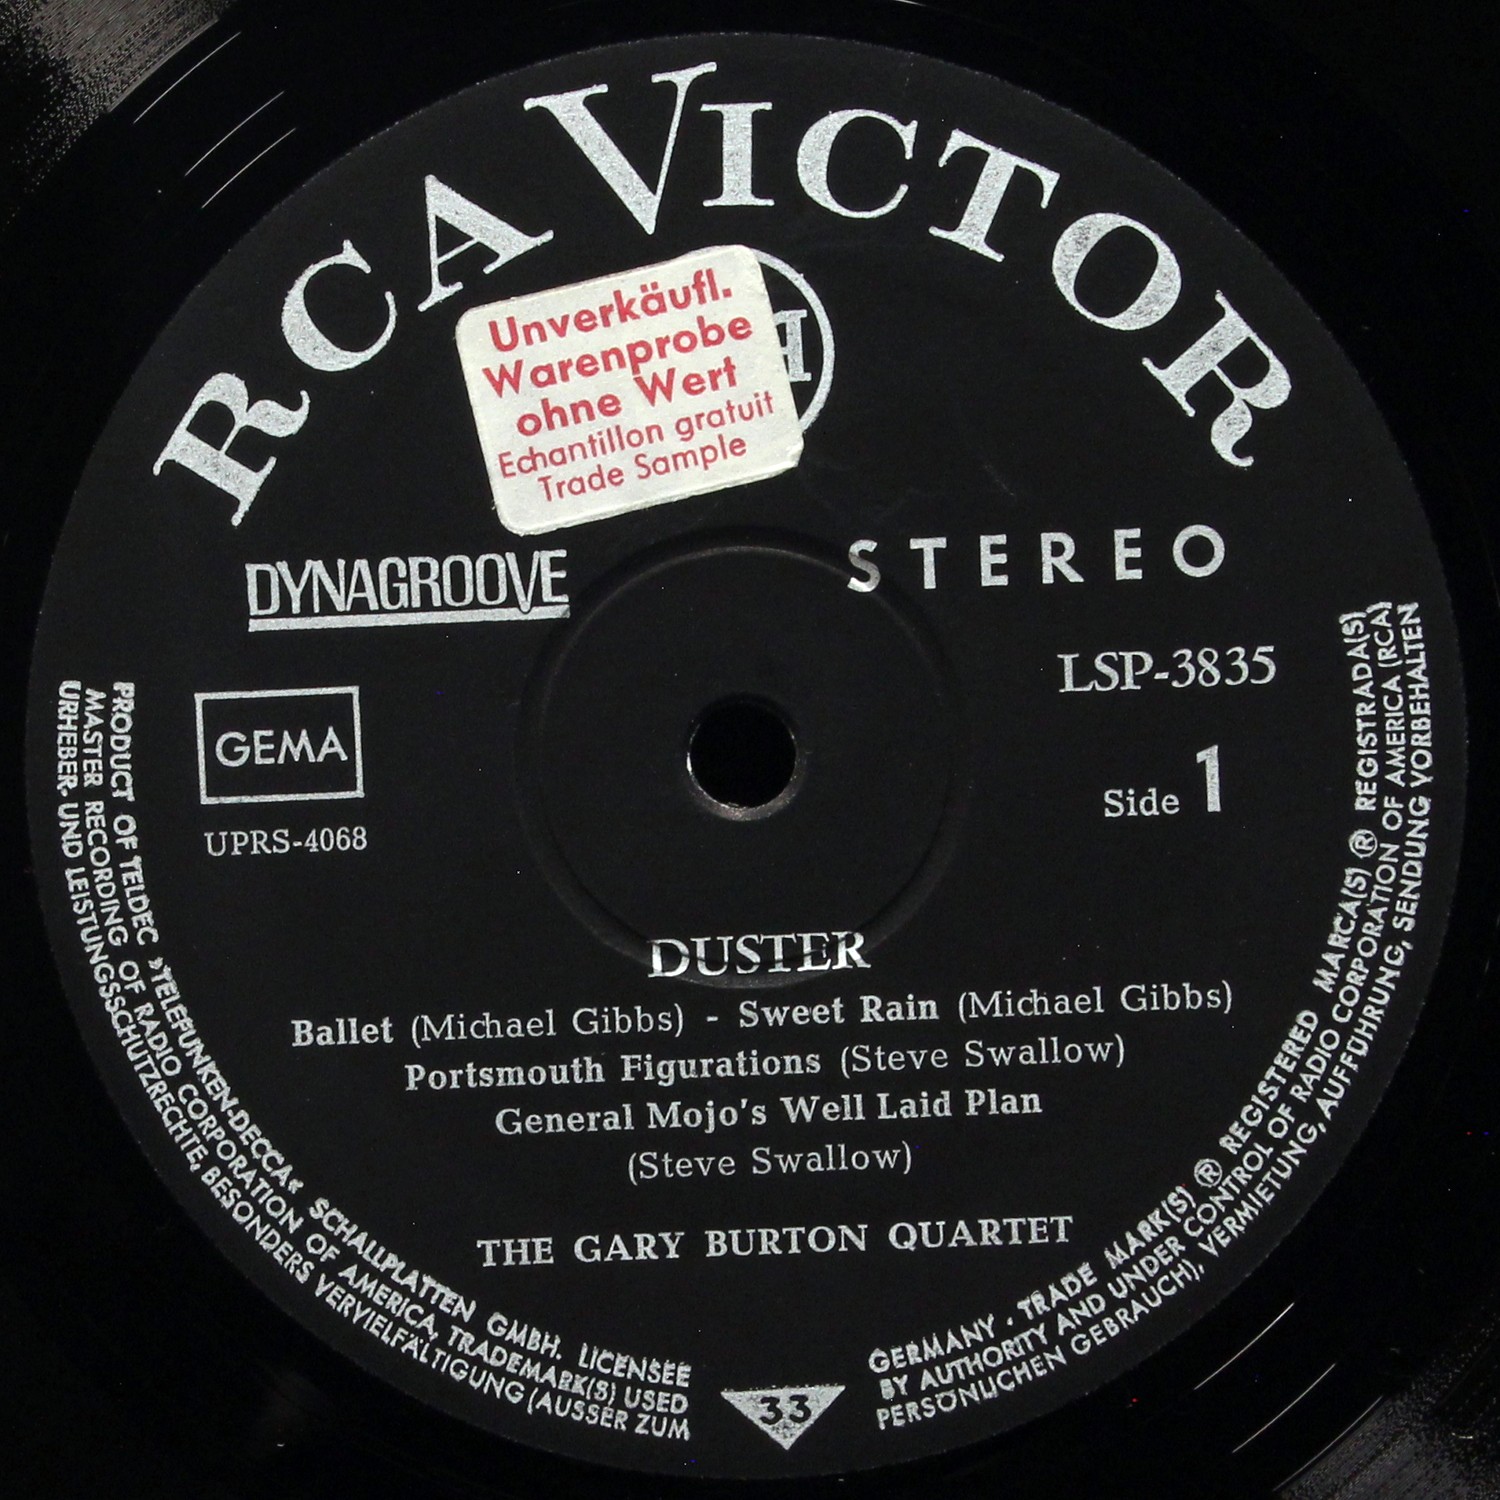 RCA VICTOR
Unverkäufl.
Warenprobe
ohne Wert
Echantillon gratuit
Trade Sample
DYNAGROOVE
STEREO
LSP-3835
GEMA
Side 1
UPRS-4068
DUSTER
Ballet (Michael Gibbs) - Sweet Rain (Michael Gibbs)
Portsmouth Figurations (Steve Swallow)
General Mojo's Well Laid Plan
(Steve Swallow)
THE GARY BURTON QUARTET
PRODUCT OF TELDEC »TELEFUNKEN-DECCA« SCHALLPLATTEN GMBH. LICENSEE
MASTER RECORDING OF RADIO CORPORATION OF AMERICA, TRADEMARK(S) USED
URHEBER- UND LEISTUNGSSCHUTZRECHTE, BESONDERS VERVIELFÄLTIGUNG (AUSSER ZUM
33
GERMANY · TRADE MARK(S) ® REGISTERED MARCA(S) ® REGISTRADA(S)
BY AUTHORITY AND UNDER CONTROL OF RADIO CORPORATION OF AMERICA (RCA)
PERSÖNLICHEN GEBRAUCH), VERMIETUNG, AUFFÜHRUNG, SENDUNG VORBEHALTEN